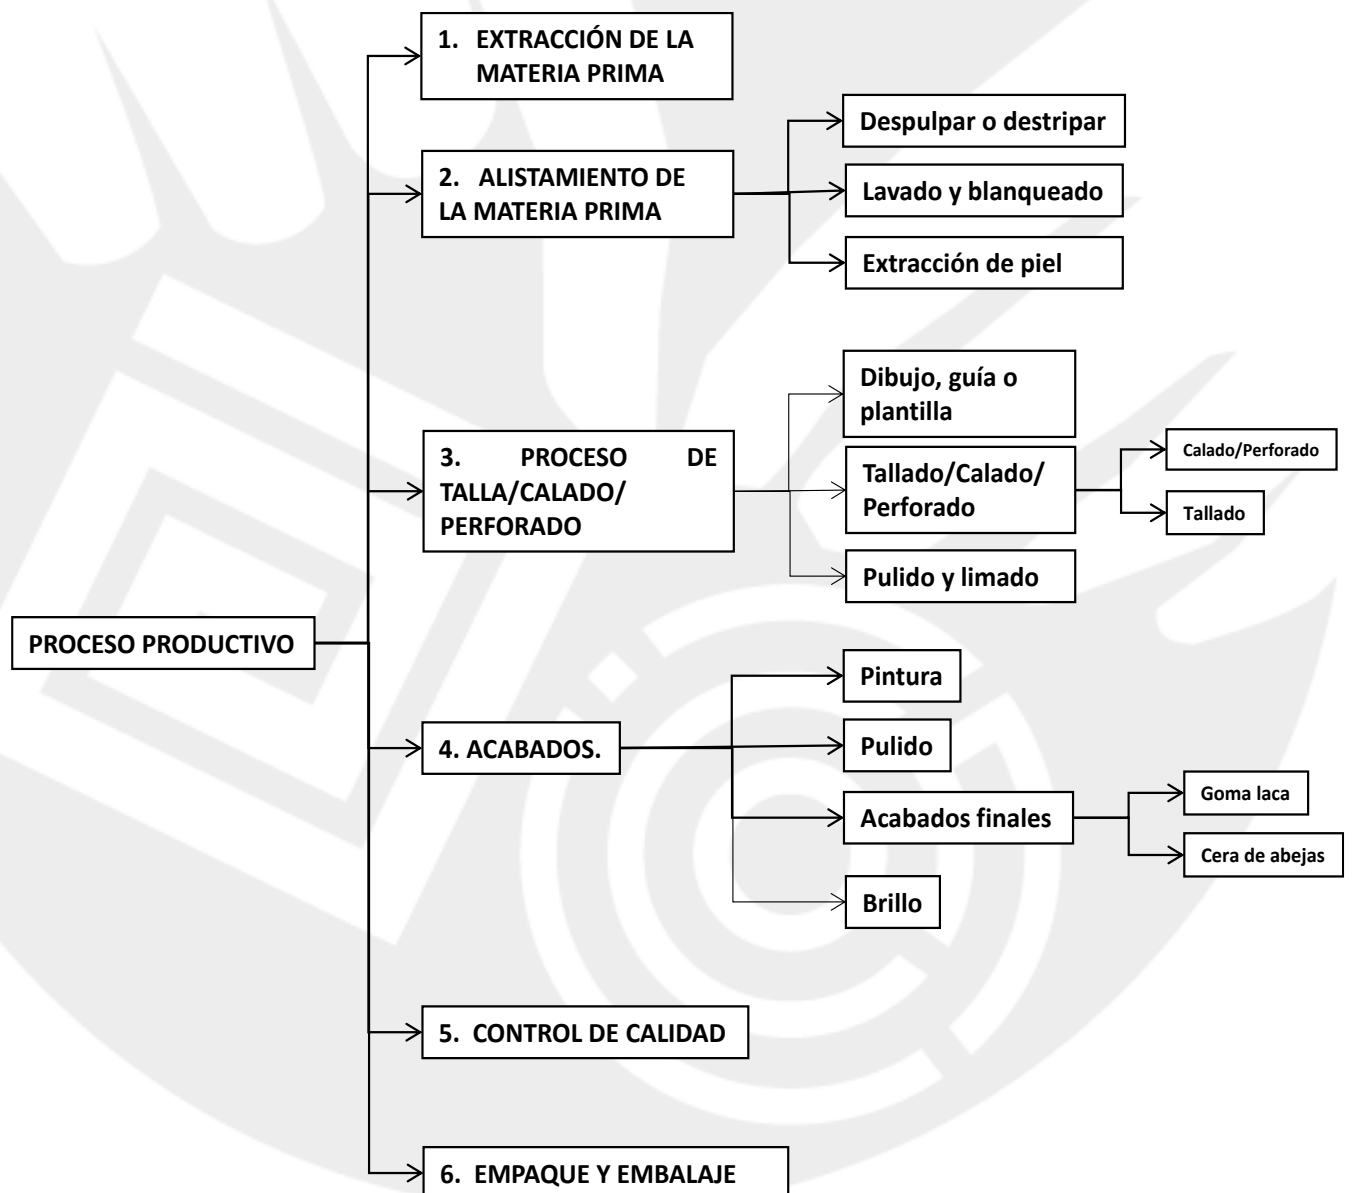 1. EXTRACCIÓN DE LA
MATERIA PRIMA
Despulpar o destripar
2. ALISTAMIENTO DE
LA MATERIA PRIMA
Lavado y blanqueado
Extracción de piel
Dibujo, guía o
plantilla
3. PROCESO DE
TALLA/CALADO/
PERFORADO
Tallado/Calado/
Perforado
Calado/Perforado
Tallado
Pulido y limado
PROCESO PRODUCTIVO
Pintura
4. ACABADOS.
Pulido
Acabados finales
Goma laca
Cera de abejas
Brillo
5. CONTROL DE CALIDAD
6. EMPAQUE Y EMBALAJE